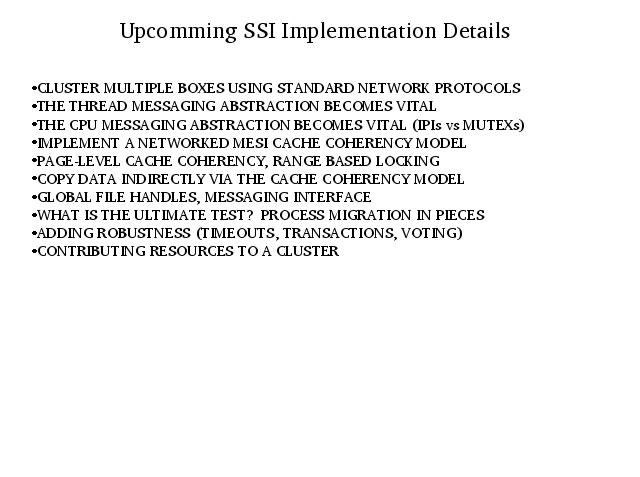 Upcomming SSI Implementation Details
•CLUSTER MULTIPLE BOXES USING STANDARD NETWORK PROTOCOLS
•THE THREAD MESSAGING ABSTRACTION BECOMES VITAL
•THE CPU MESSAGING ABSTRACTION BECOMES VITAL (IPIs vs MUTEXs)
•IMPLEMENT A NETWORKED MESI CACHE COHERENCY MODEL
•PAGE-LEVEL CACHE COHERENCY, RANGE BASED LOCKING
•COPY DATA INDIRECTLY VIA THE CACHE COHERENCY MODEL
•GLOBAL FILE HANDLES, MESSAGING INTERFACE
•WHAT IS THE ULTIMATE TEST?  PROCESS MIGRATION IN PIECES
•ADDING ROBUSTNESS (TIMEOUTS, TRANSACTIONS, VOTING)
•CONTRIBUTING RESOURCES TO A CLUSTER